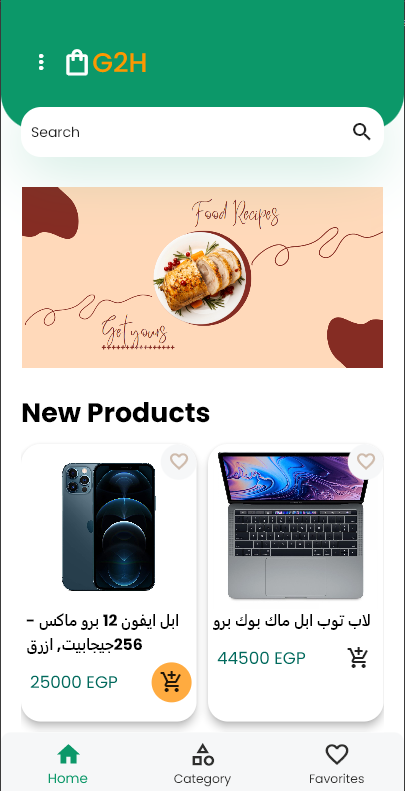 G2H
Search
Food Recipes
Get yours
New Products
ابل ايفون 12 برو ماكس -
256جيجابيت, ازرق
25000 EGP
لاب توب ابل ماك بوك برو
44500 EGP
Home
Category
Favorites